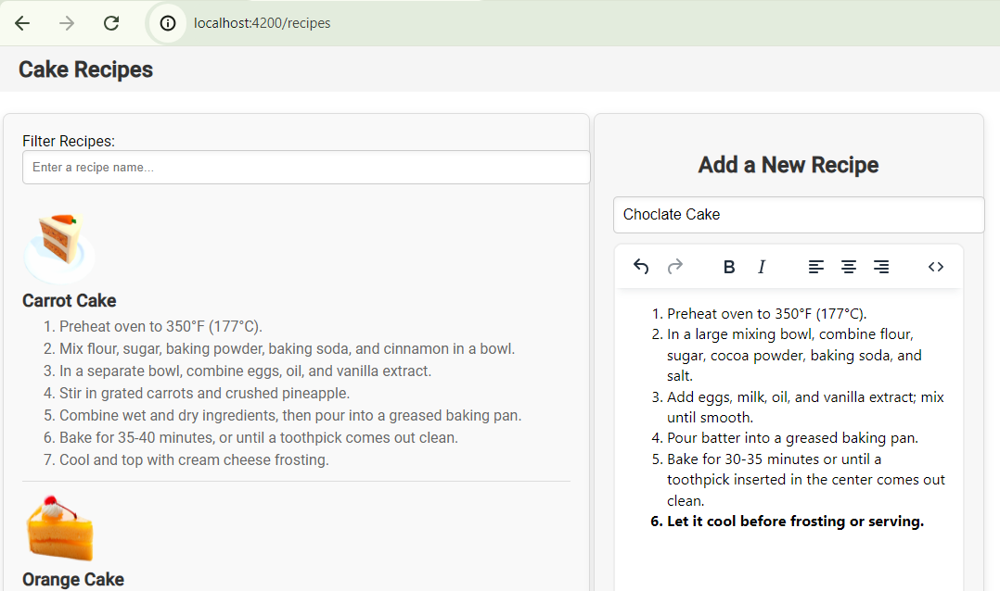 localhost:4200/recipes
Cake Recipes
Filter Recipes:
Enter a recipe name...
Carrot Cake
1. Preheat oven to 350°F (177°C).
2. Mix flour, sugar, baking powder, baking soda, and cinnamon in a bowl.
3. In a separate bowl, combine eggs, oil, and vanilla extract.
4. Stir in grated carrots and crushed pineapple.
5. Combine wet and dry ingredients, then pour into a greased baking pan.
6. Bake for 35-40 minutes, or until a toothpick comes out clean.
7. Cool and top with cream cheese frosting.
Orange Cake
Add a New Recipe
Choclate Cake
B I
1. Preheat oven to 350°F (177°C).
2. In a large mixing bowl, combine flour,
sugar, cocoa powder, baking soda, and
salt.
3. Add eggs, milk, oil, and vanilla extract; mix
until smooth.
4. Pour batter into a greased baking pan.
5. Bake for 30-35 minutes or until a
toothpick inserted in the center comes out
clean.
6. Let it cool before frosting or serving.